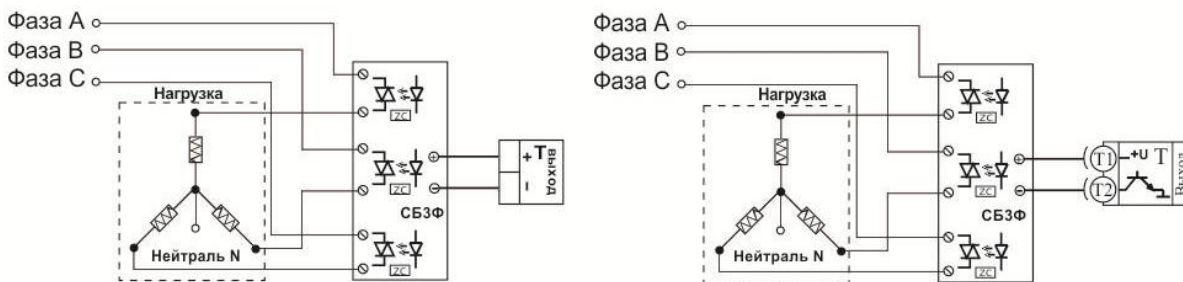 Фаза A
Фаза B
Фаза C
Нагрузка
ZC
ZC
СБ3Ф
ZC
Нейтраль N
+ T
-
ВЫХОД
Фаза A
Фаза B
Фаза C
Нагрузка
ZC
ZC
СБ3Ф
ZC
Нейтраль N
T1
+U T
T2
Выход